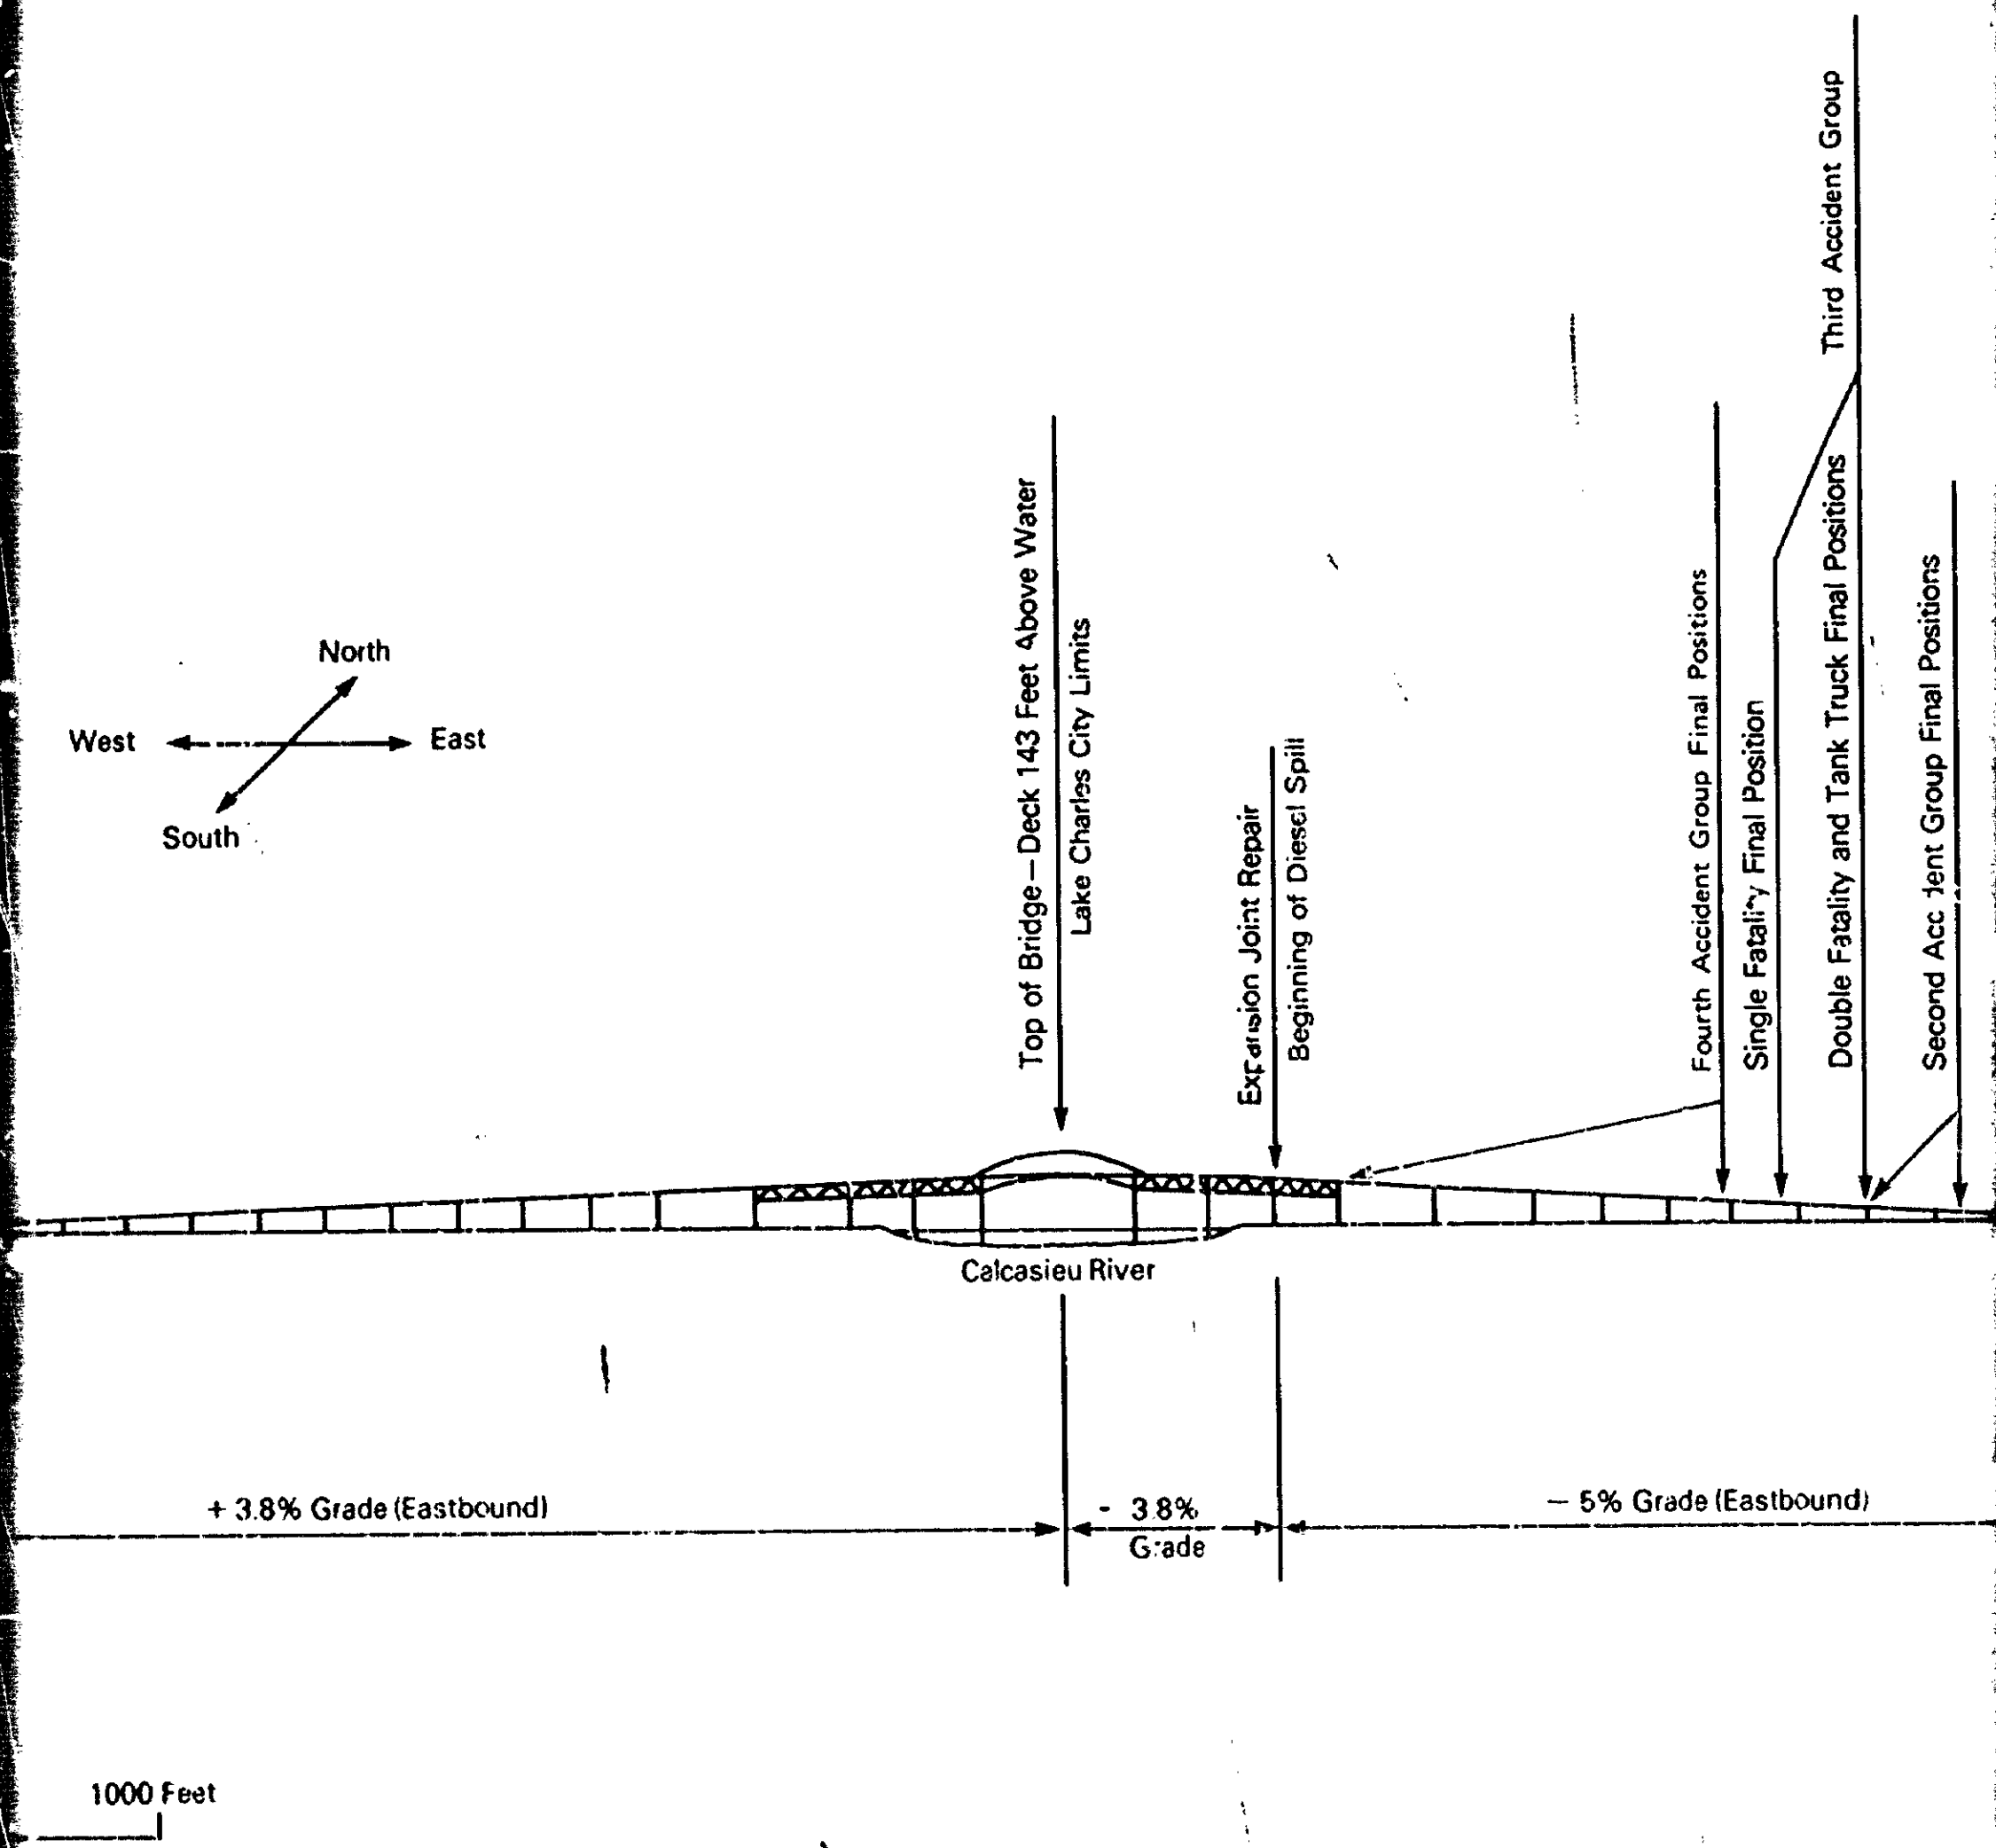 Third Accident Group
Top of Bridge—Deck 143 Feet Above Water
Lake Charles City Limits
Expansion Joint Repair
Beginning of Diesel Spill
Fourth Accident Group Final Positions
Single Fatality Final Position
Double Fatality and Tank Truck Final Positions
Second Accident Group Final Positions
North
West
East
South
Calcasieu River
+ 3.8% Grade (Eastbound)
- 3.8%
Grade
— 5% Grade (Eastbound)
1000 Feet